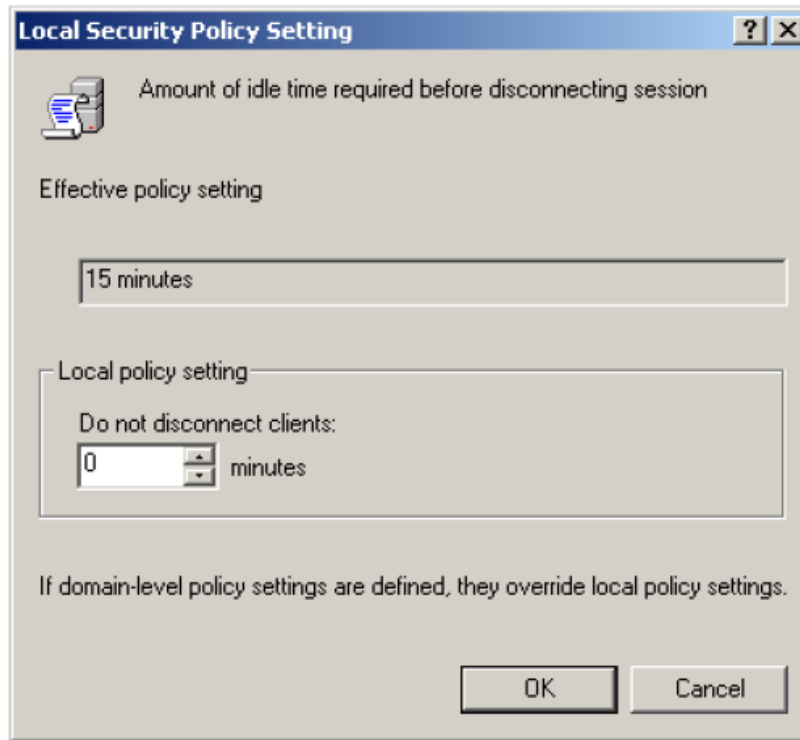 Local Security Policy Setting
Amount of idle time required before disconnecting session
Effective policy setting
15 minutes
Local policy setting
Do not disconnect clients:
0 minutes
If domain-level policy settings are defined, they override local policy settings.
OK Cancel